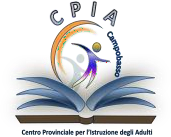 CPIA
Campobasso
Centro Provinciale per l'Istruzione degli Adulti